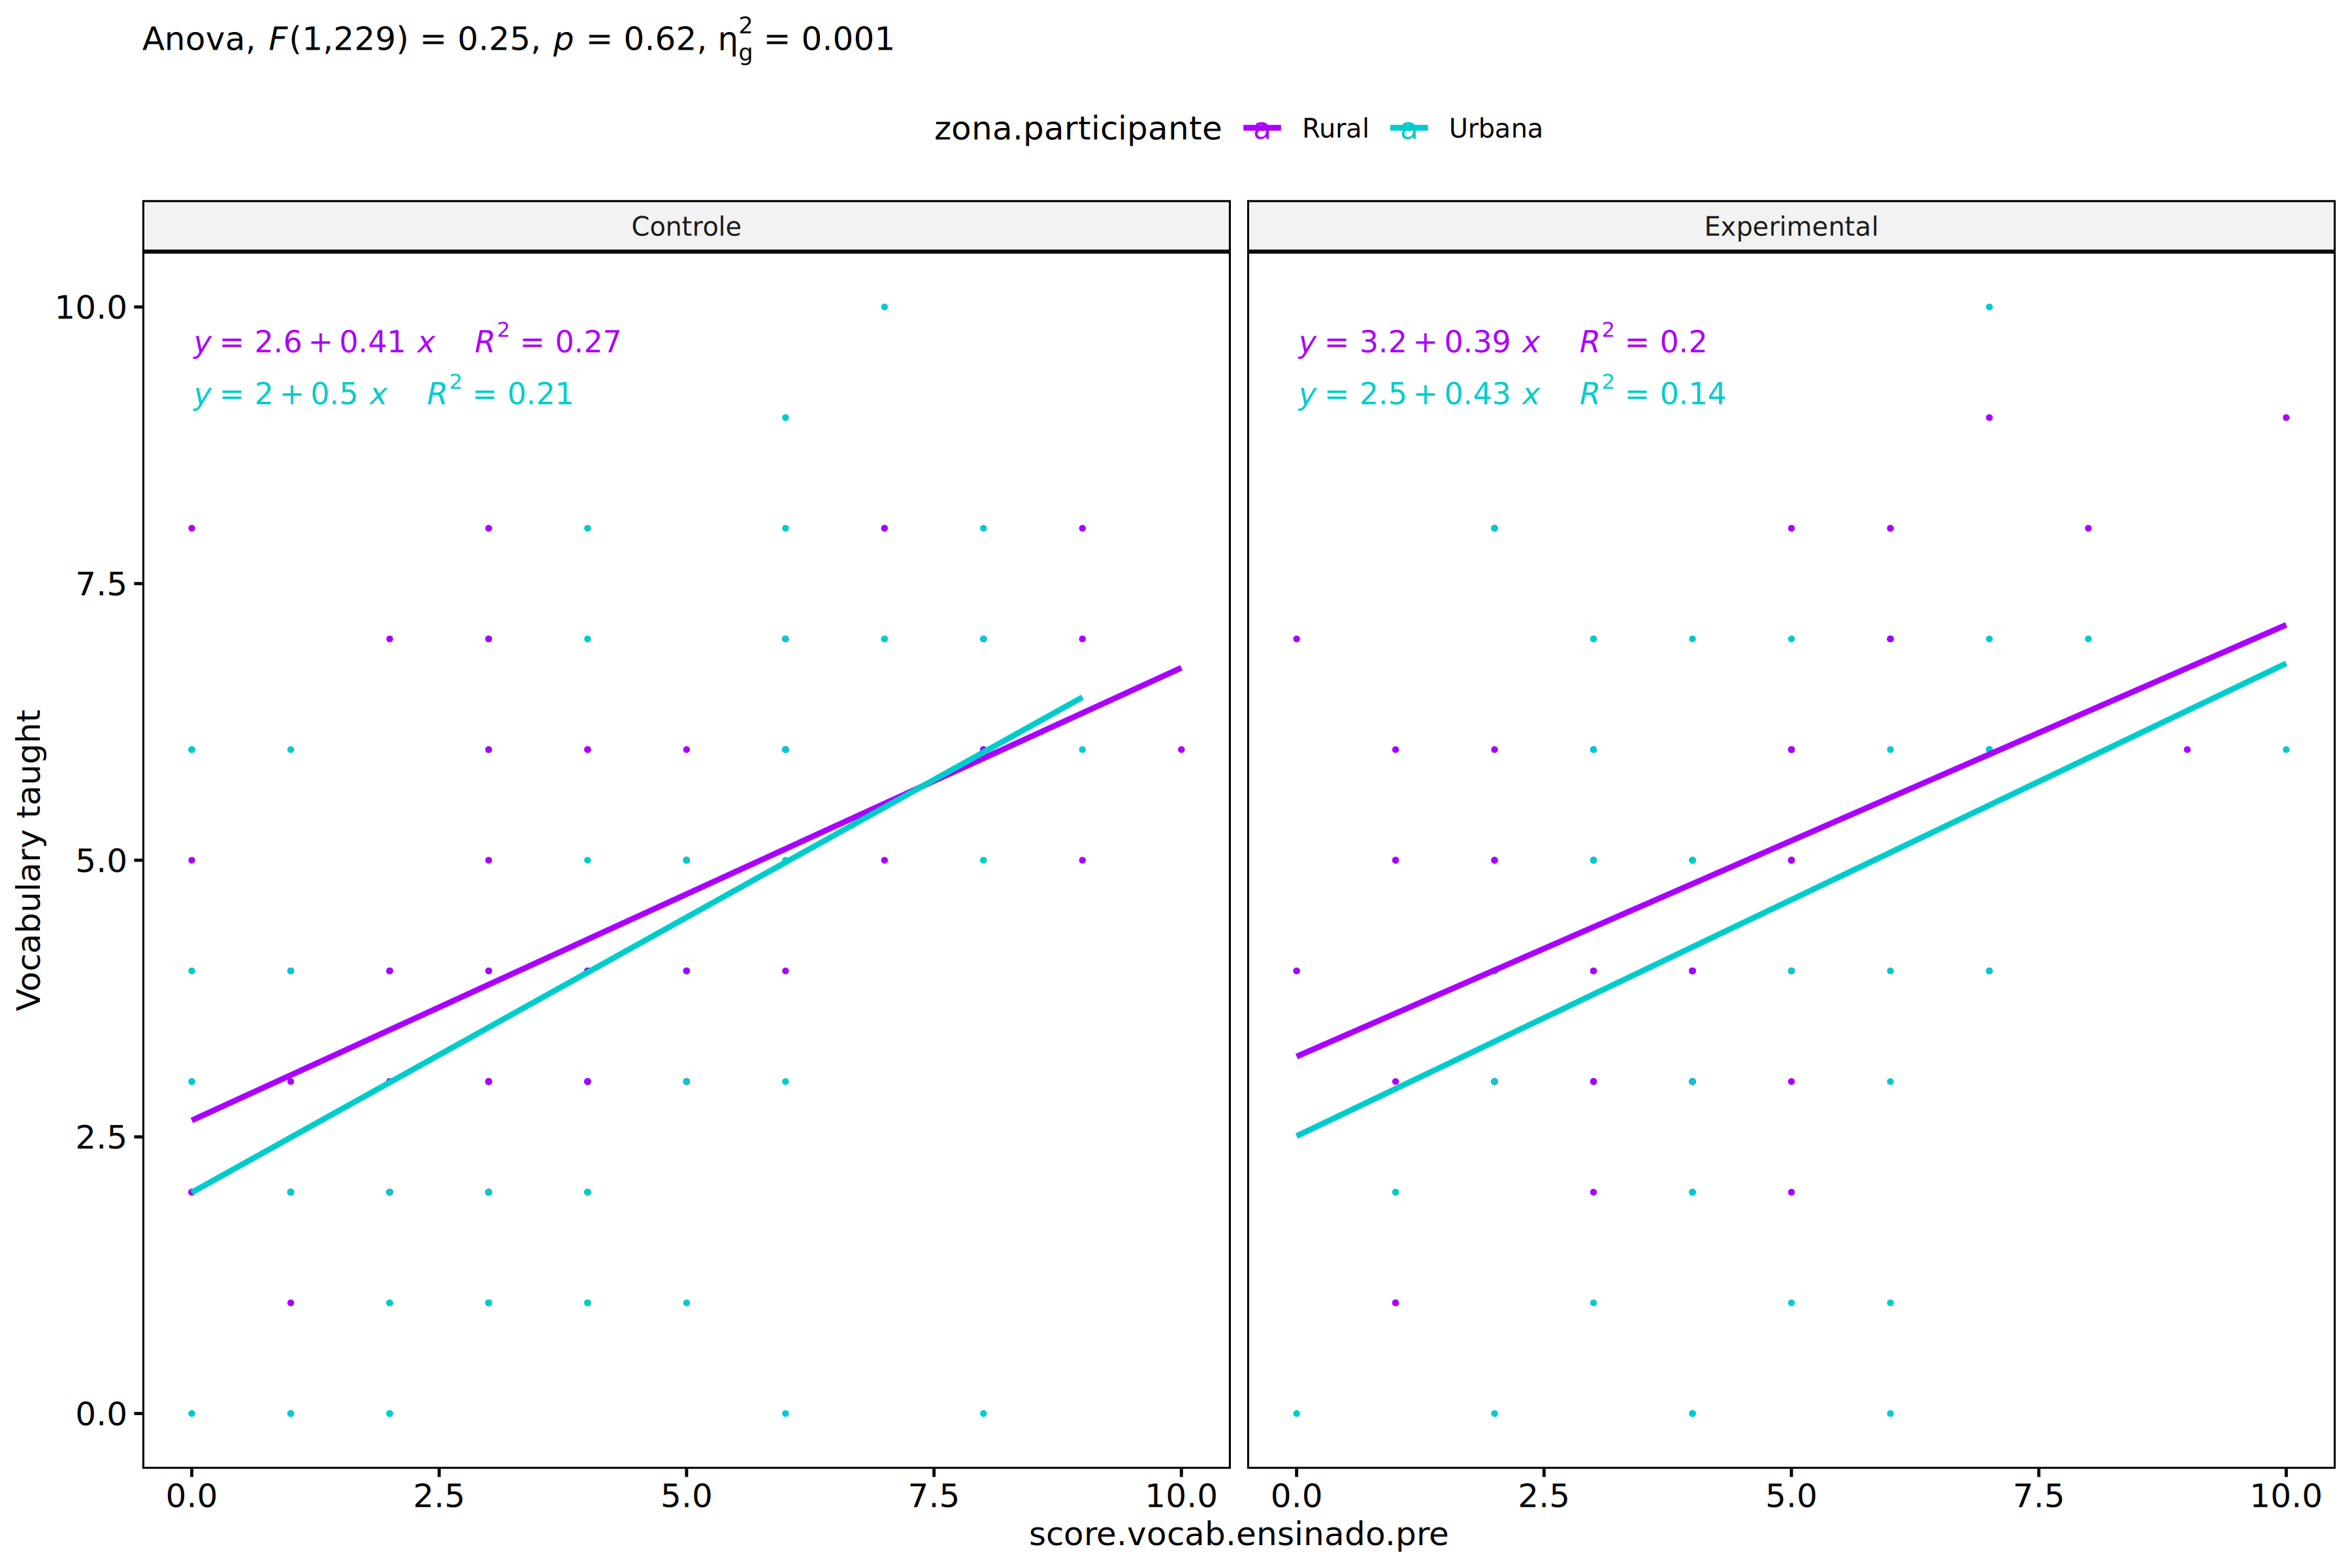 Anova, F(1,229) = 0.25, p = 0.62, η²g = 0.001
zona.participante a Rural a Urbana
Controle
Experimental
y = 2.6 + 0.41 x R² = 0.27
y = 2 + 0.5 x R² = 0.21
y = 3.2 + 0.39 x R² = 0.2
y = 2.5 + 0.43 x R² = 0.14
Vocabulary taught
10.0
7.5
5.0
2.5
0.0
0.0 2.5 5.0 7.5 10.0
0.0 2.5 5.0 7.5 10.0
score.vocab.ensinado.pre